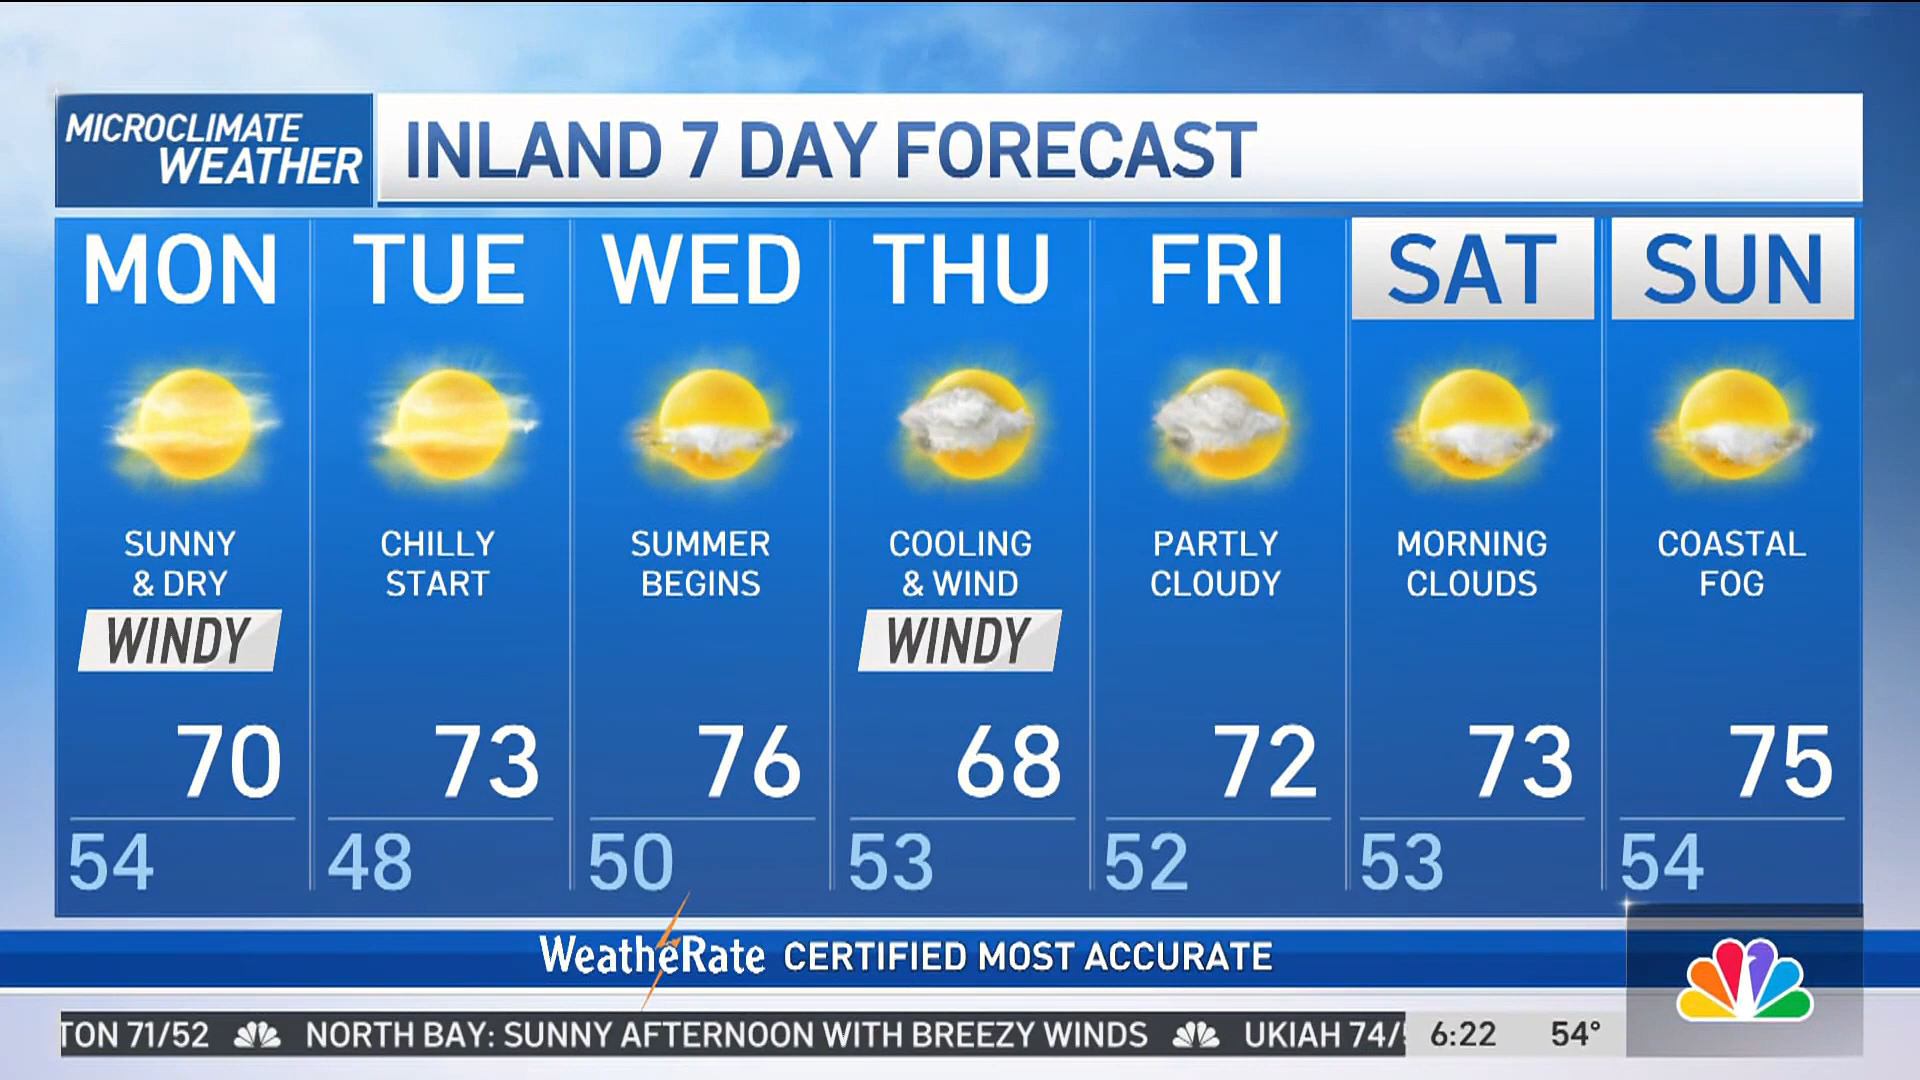 MICROCLIMATE
WEATHER
INLAND 7 DAY FORECAST
MON
TUE
WED
THU
FRI
SAT
SUN
SUNNY
& DRY
CHILLY
START
SUMMER
BEGINS
COOLING
& WIND
PARTLY
CLOUDY
MORNING
CLOUDS
COASTAL
FOG
WINDY
WINDY
70
73
76
68
72
73
75
54
48
50
53
52
53
54
WeatheRate CERTIFIED MOST ACCURATE
TON 71/52 NORTH BAY: SUNNY AFTERNOON WITH BREEZY WINDS UKIAH 74/
6:22 54°